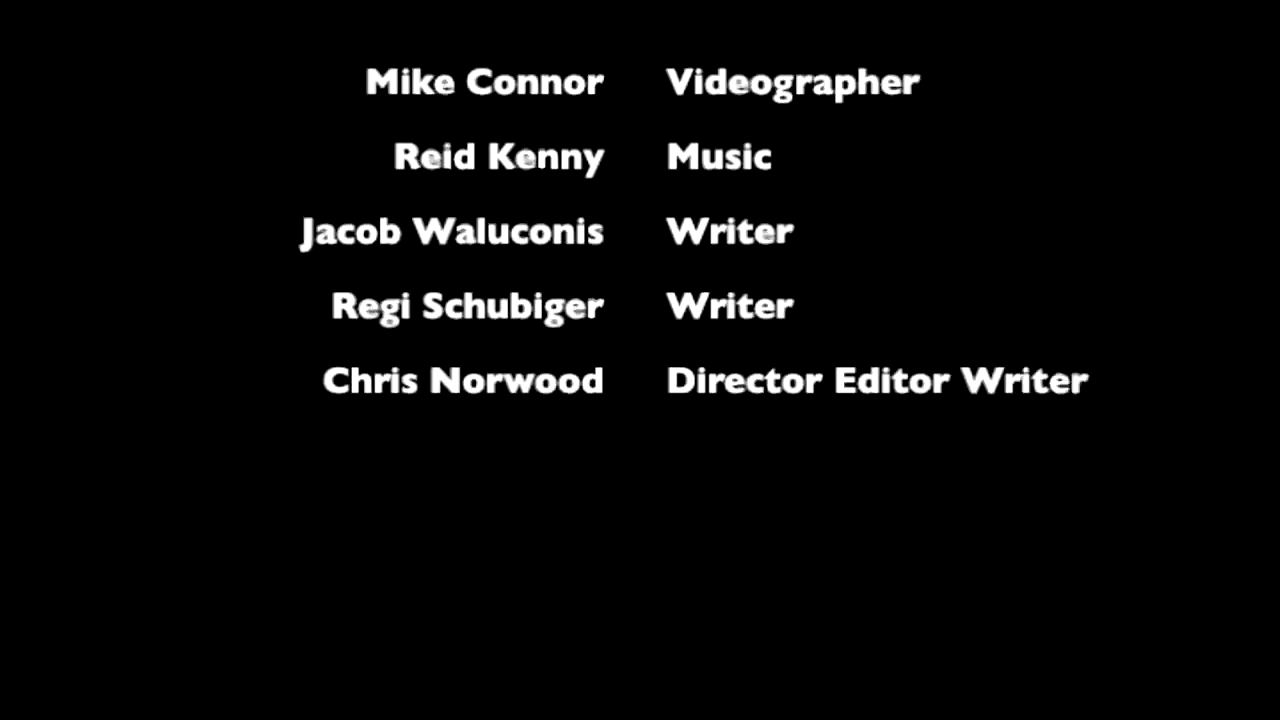 Mike Connor Videographer
Reid Kenny Music
Jacob Waluconis Writer
Regi Schubiger Writer
Chris Norwood Director Editor Writer